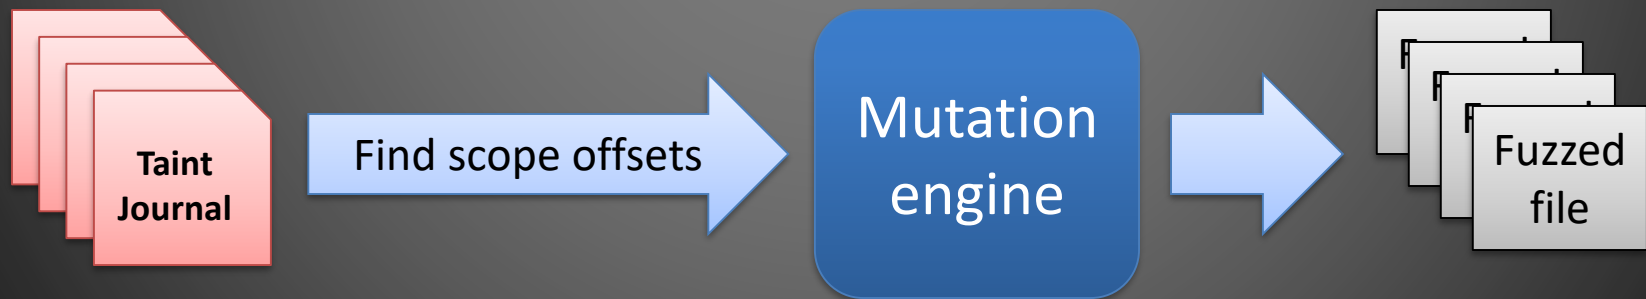 Taint
Journal
Find scope offsets
Mutation
engine
Fuzzed
file